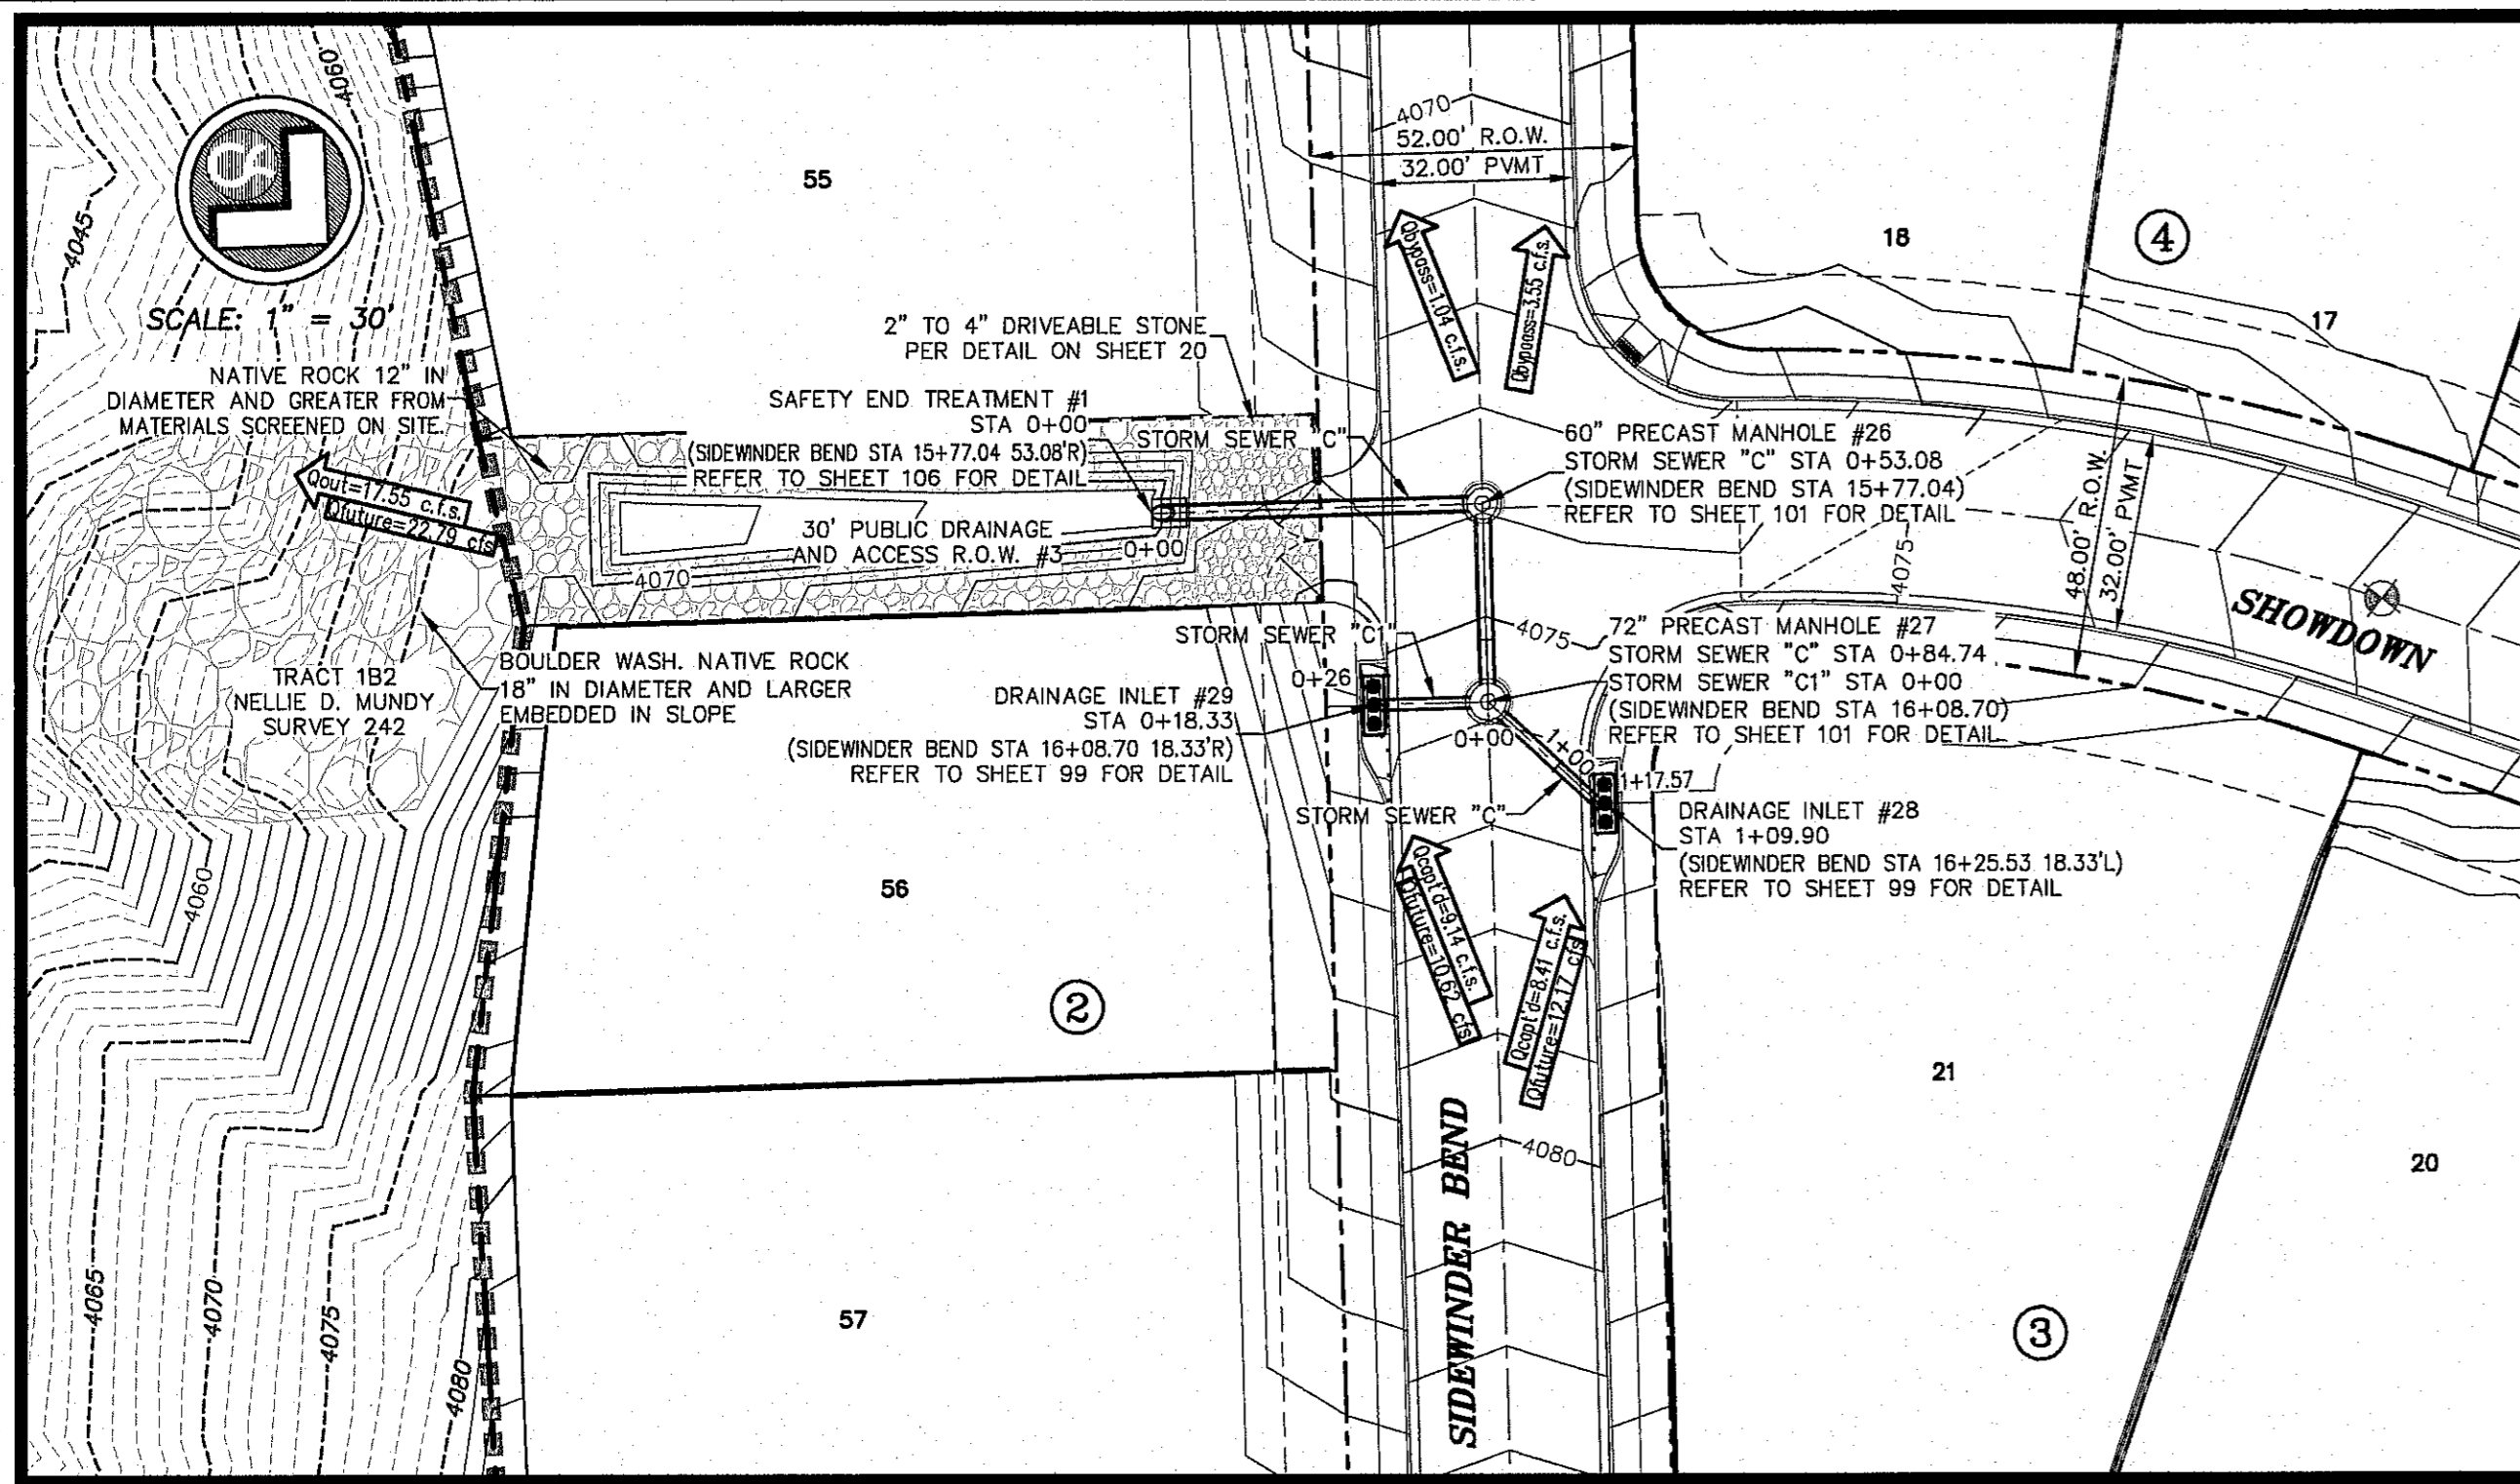 4060
4045
SCALE: 1" = 30'
NATIVE ROCK 12" IN
DIAMETER AND GREATER FROM
MATERIALS SCREENED ON SITE.
Qout=17.55 c.f.s.
Qfuture=22.79 cfs
TRACT 1B2
NELLIE D. MUNDY
SURVEY 242
BOULDER WASH. NATIVE ROCK
18" IN DIAMETER AND LARGER
EMBEDDED IN SLOPE
55
2" TO 4" DRIVEABLE STONE
PER DETAIL ON SHEET 20
SAFETY END TREATMENT #1
STA 0+00
(SIDEWINDER BEND STA 15+77.04 53.08'R)
REFER TO SHEET 106 FOR DETAIL
30' PUBLIC DRAINAGE
AND ACCESS R.O.W. #3
0+00
4070
STORM SEWER "C"
4070
52.00' R.O.W.
32.00' PVMT
Qbypass=1.04 c.f.s.
Qbypass=3.55 c.f.s.
18
4
17
60" PRECAST MANHOLE #26
STORM SEWER "C" STA 0+53.08
(SIDEWINDER BEND STA 15+77.04)
REFER TO SHEET 101 FOR DETAIL
4075
48.00' R.O.W.
32.00' PVMT
SHOWDOWN
STORM SEWER "C1"
0+26
4075
72" PRECAST MANHOLE #27
STORM SEWER "C" STA 0+84.74
STORM SEWER "C1" STA 0+00
(SIDEWINDER BEND STA 16+08.70)
REFER TO SHEET 101 FOR DETAIL
DRAINAGE INLET #29
STA 0+18.33
(SIDEWINDER BEND STA 16+08.70 18.33'R)
REFER TO SHEET 99 FOR DETAIL
0+00
1+00
1+17.57
STORM SEWER "C"
DRAINAGE INLET #28
STA 1+09.90
(SIDEWINDER BEND STA 16+25.53 18.33'L)
REFER TO SHEET 99 FOR DETAIL
Qcapt'd=9.14 c.f.s.
Qfuture=10.62 cfs
Qcapt'd=8.41 c.f.s.
Qfuture=12.17 cfs
4060
56
2
21
20
SIDEWINDER BEND
4080
57
3
4065
4070
4075
4080